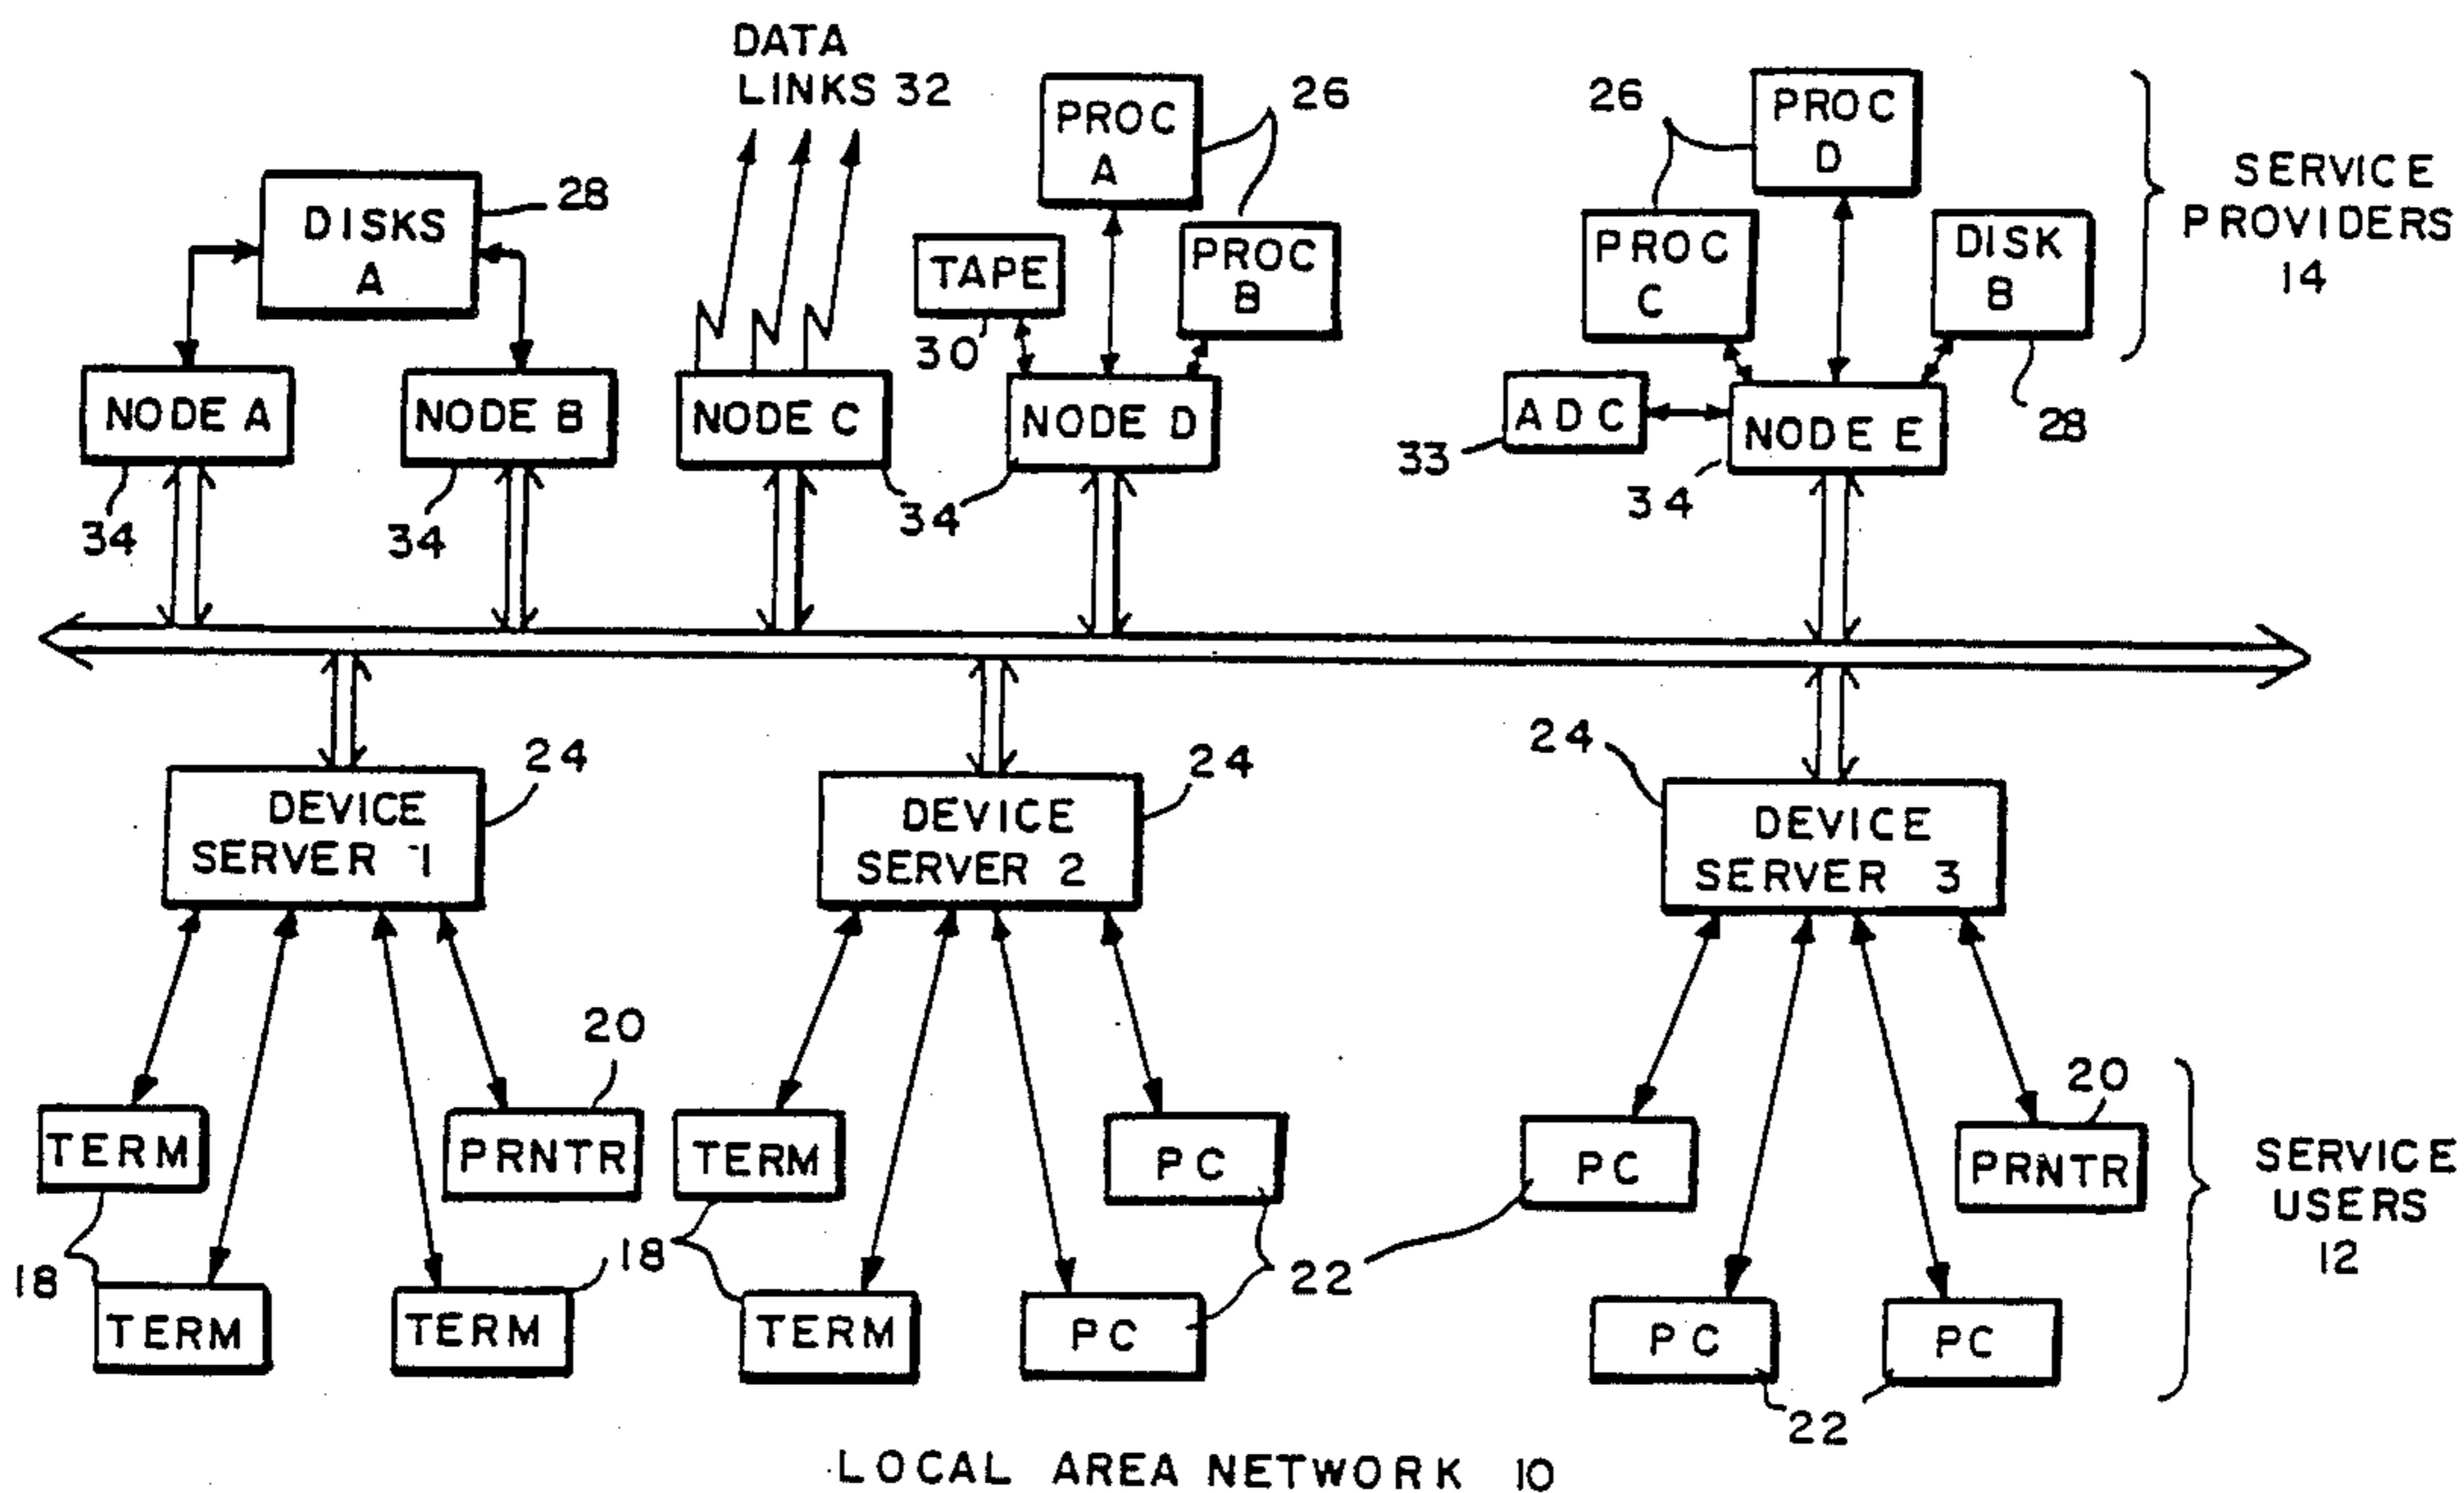 DATA
LINKS 32
PROC
A
26
26
PROC
D
SERVICE
PROVIDERS
14
DISKS
A
28
TAPE
30
PROC
B
PROC
C
DISK
B
28
NODE A
NODE B
NODE C
NODE D
ADC
33
NODE E
34
34
34
34
DEVICE
SERVER 1
24
DEVICE
SERVER 2
24
24
DEVICE
SERVER 3
20
20
TERM
PRNTR
TERM
PC
PC
PRNTR
SERVICE
USERS
12
18
18
22
TERM
TERM
TERM
PC
PC
PC
22
LOCAL AREA NETWORK 10